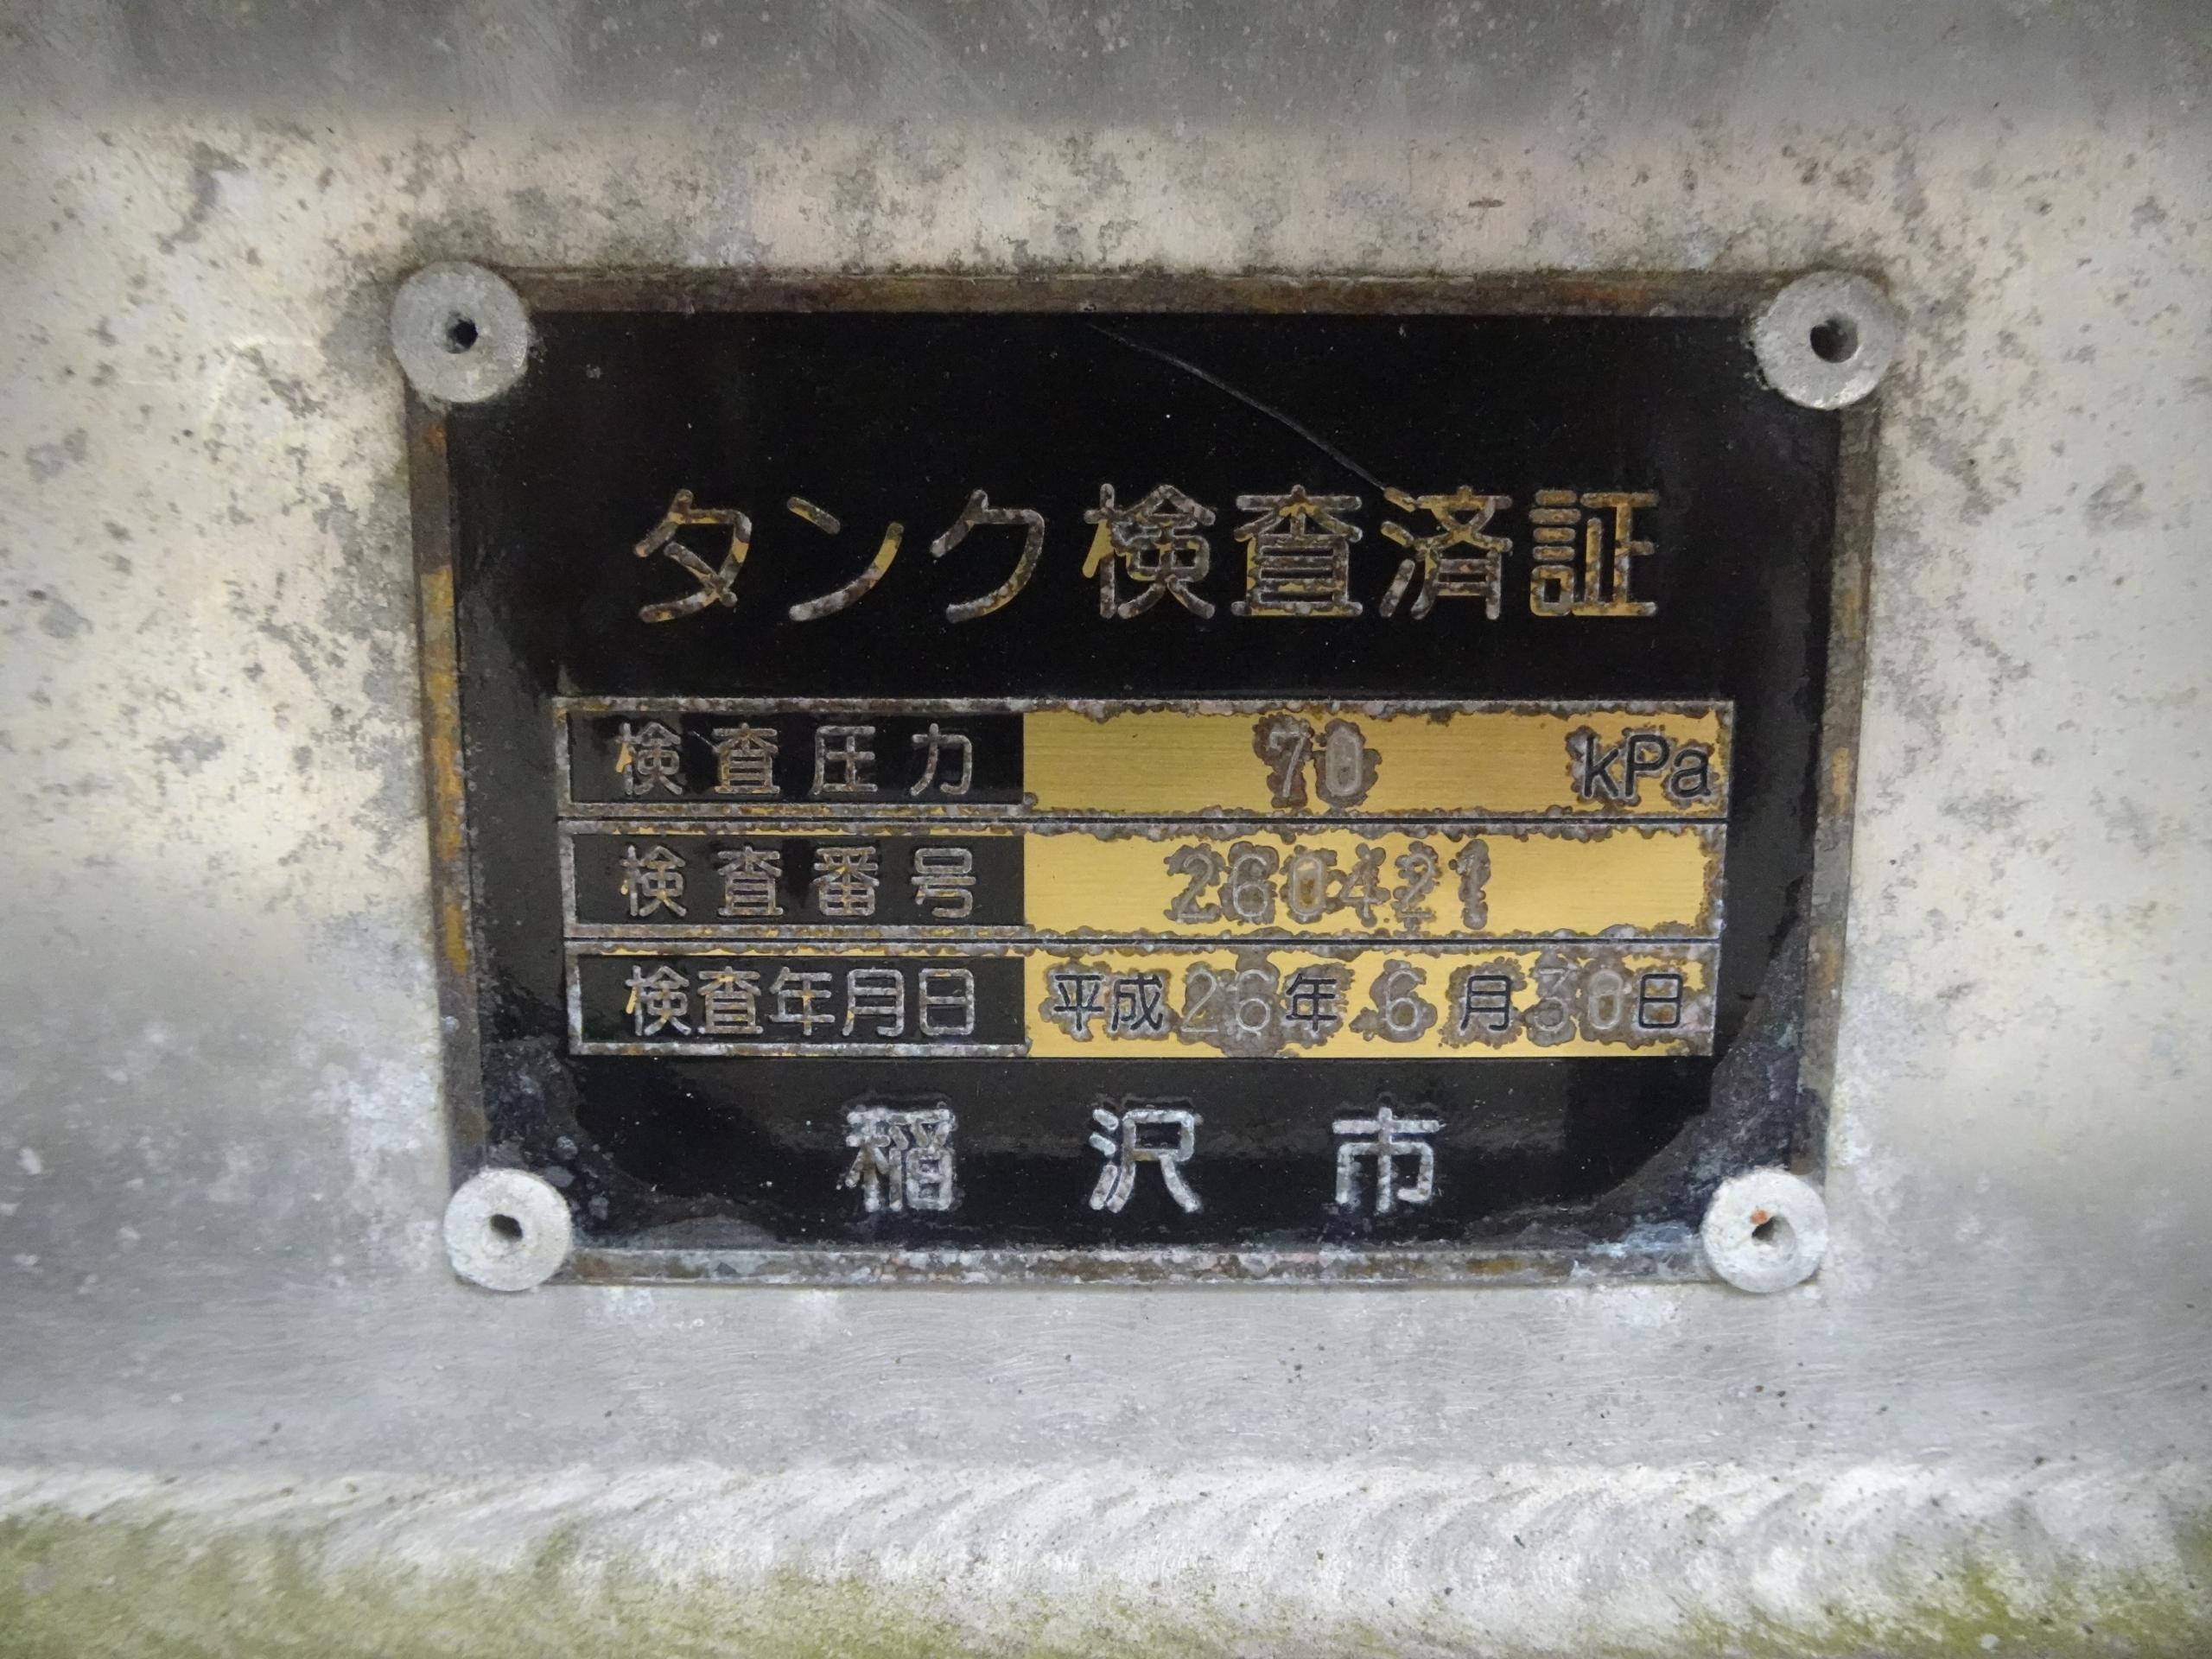 タンク検査済証
検査圧力 70 kPa
検査番号 260421
検査年月日 平成26年6月30日
稲沢市